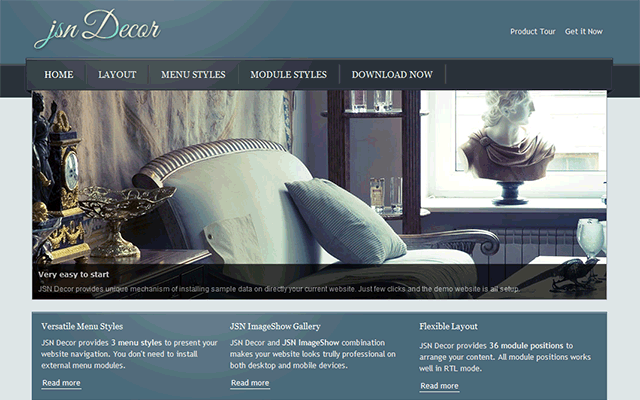 jsn Decor
Product Tour Get it Now
HOME LAYOUT MENU STYLES MODULE STYLES DOWNLOAD NOW
Very easy to start
JSN Decor provides unique mechanism of installing sample data on directly your current website. Just few clicks and the demo website is all setup.
Versatile Menu Styles
JSN Decor provides 3 menu styles to present your
website navigation. You don't need to install
external menu modules.
Read more
JSN ImageShow Gallery
JSN Decor and JSN ImageShow combination
makes your website looks trully professional on
both desktop and mobile devices.
Read more
Flexible Layout
JSN Decor provides 36 module positions to
arrange your content. All module positions works
well in RTL mode.
Read more